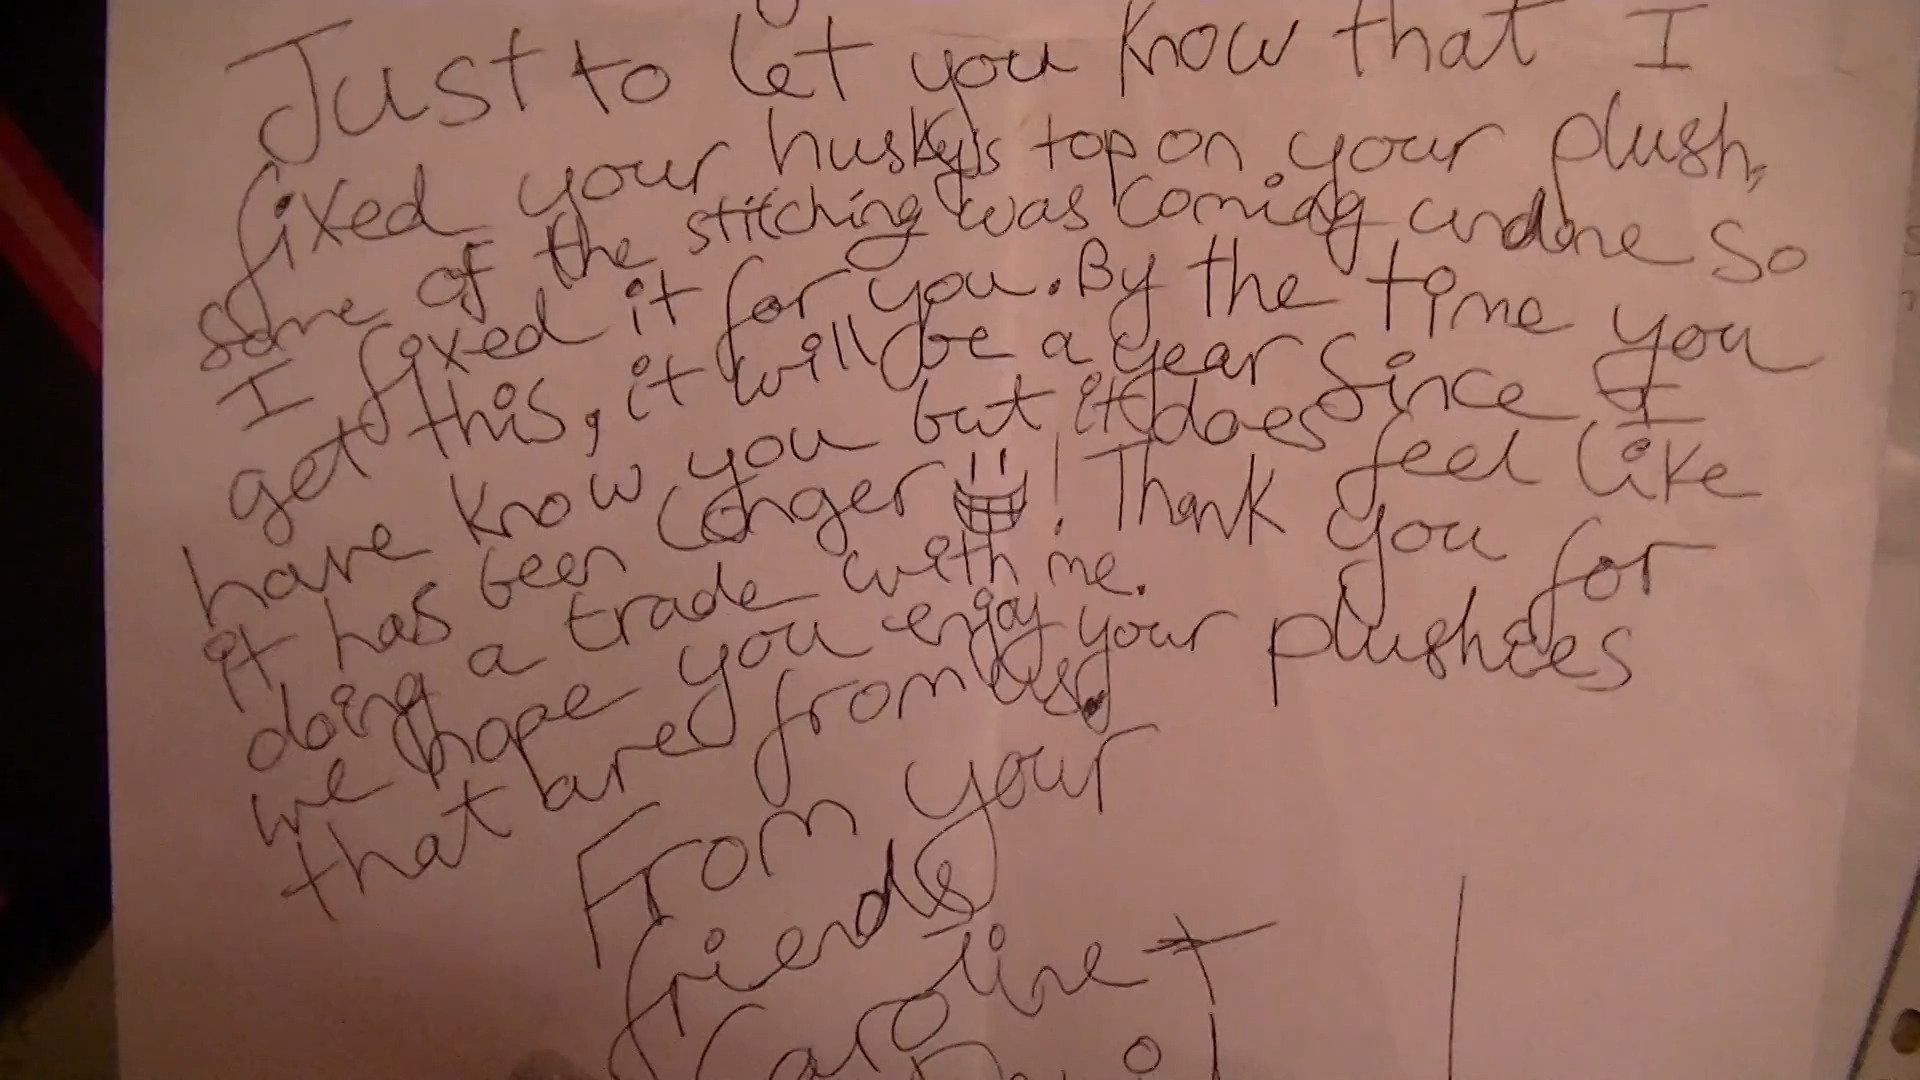 Just to let you know that I
fixed your husky's top on your plush,
some of the stitching was coming undone so
I fixed it for you. By the time you
get this, it will be a year since I
have know you but it does feel like
it has been longer ! Thank you for
doing a trade with me.
we hope you enjoy your plushies
that are from us.
From your
friends
Caroline +